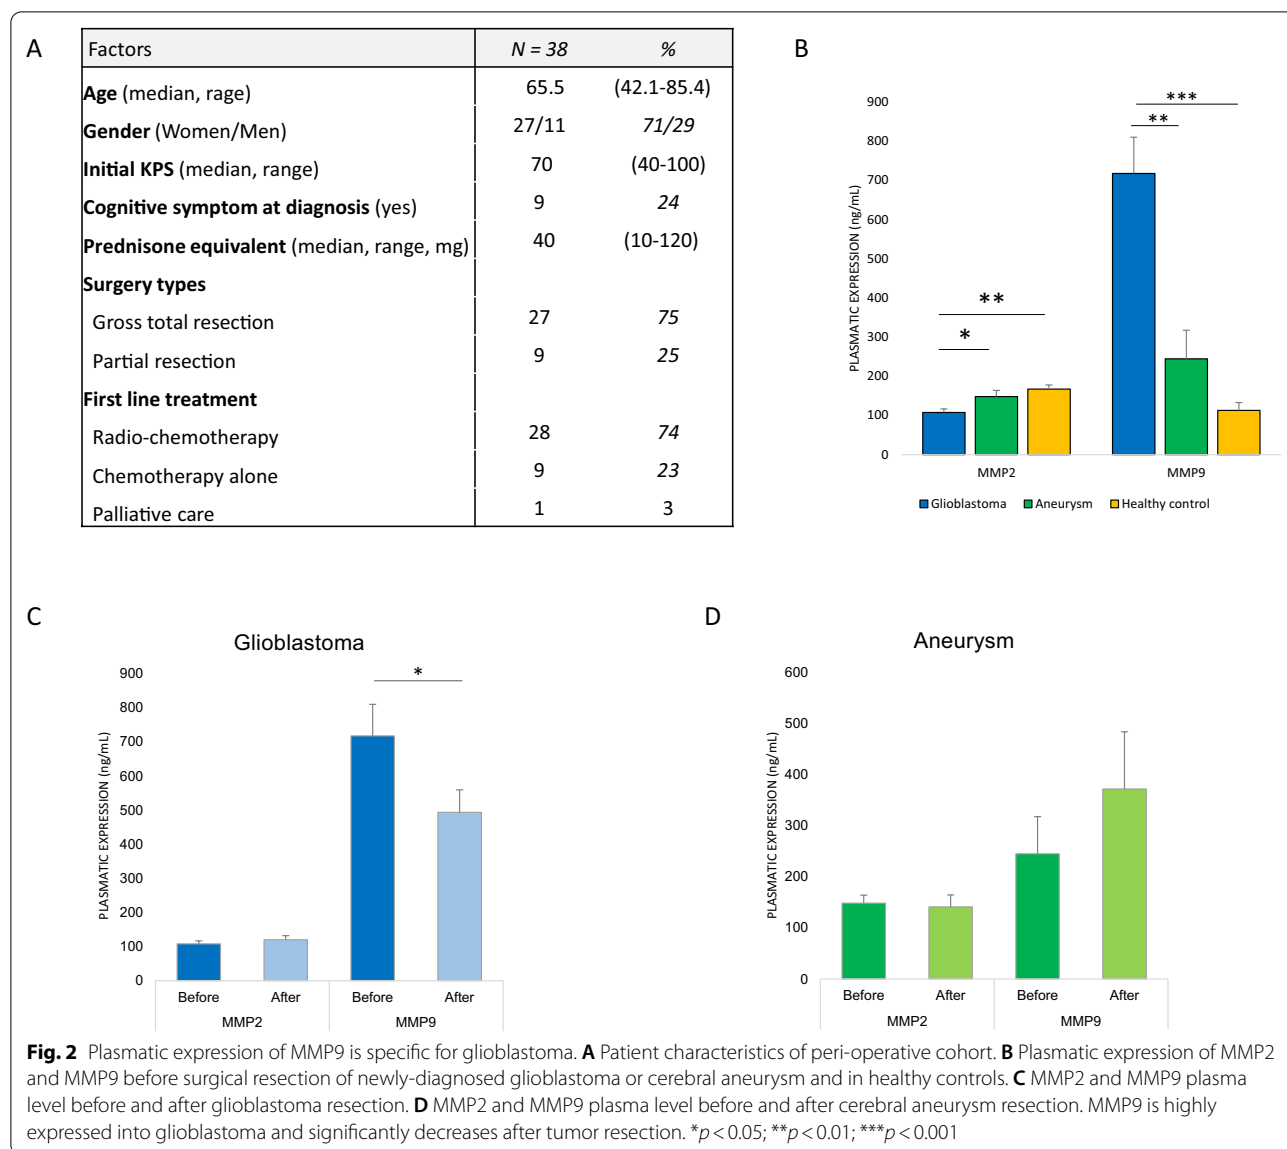 A
Factors N = 38 %
Age (median, rage) 65.5 (42.1-85.4)
Gender (Women/Men) 27/11 71/29
Initial KPS (median, range) 70 (40-100)
Cognitive symptom at diagnosis (yes) 9 24
Prednisone equivalent (median, range, mg) 40 (10-120)
Surgery types
Gross total resection 27 75
Partial resection 9 25
First line treatment
Radio-chemotherapy 28 74
Chemotherapy alone 9 23
Palliative care 1 3
B
PLASMATIC EXPRESSION (ng/mL)
900
800
700
600
500
400
300
200
100
0
*
**
**
***
MMP2 MMP9
Glioblastoma Aneurysm Healthy control
C
Glioblastoma
PLASMATIC EXPRESSION (ng/mL)
900
800
700
600
500
400
300
200
100
0
*
Before After Before After
MMP2 MMP9
D
Aneurysm
PLASMATIC EXPRESSION (ng/mL)
600
500
400
300
200
100
0
Before After Before After
MMP2 MMP9
Fig. 2 Plasmatic expression of MMP9 is specific for glioblastoma. A Patient characteristics of peri-operative cohort. B Plasmatic expression of MMP2
and MMP9 before surgical resection of newly-diagnosed glioblastoma or cerebral aneurysm and in healthy controls. C MMP2 and MMP9 plasma
level before and after glioblastoma resection. D MMP2 and MMP9 plasma level before and after cerebral aneurysm resection. MMP9 is highly
expressed into glioblastoma and significantly decreases after tumor resection. *p < 0.05; **p < 0.01; ***p < 0.001